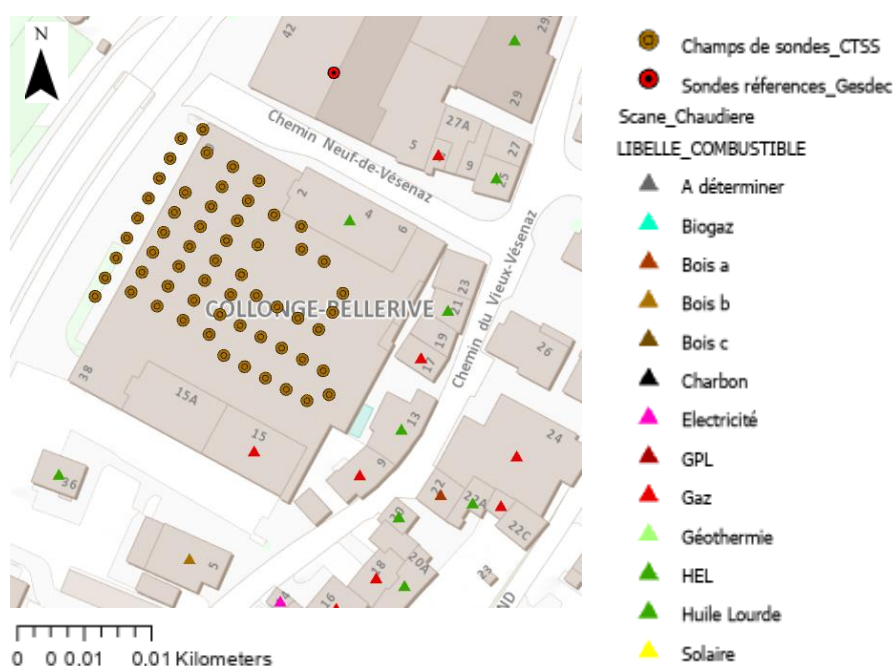 N
42
29
29
Chemin Neuf-de-Vésenaz
27A
5
9
27
25
2
4
6
Chemin du Vieux-Vésenaz
COLLONGE-BELLERIVE
23
21
19
17
26
38
15A
15
13
9
24
36
22
22A
22C
20
5
18
20A
23
16
ND
0 0 0.01 0.01 Kilometers
Champs de sondes_CTSS
Sondes réferences_Gesdec
Scane_Chaudiere
LIBELLE_COMBUSTIBLE
A déterminer
Biogaz
Bois a
Bois b
Bois c
Charbon
Electricité
GPL
Gaz
Géothermie
HEL
Huile Lourde
Solaire